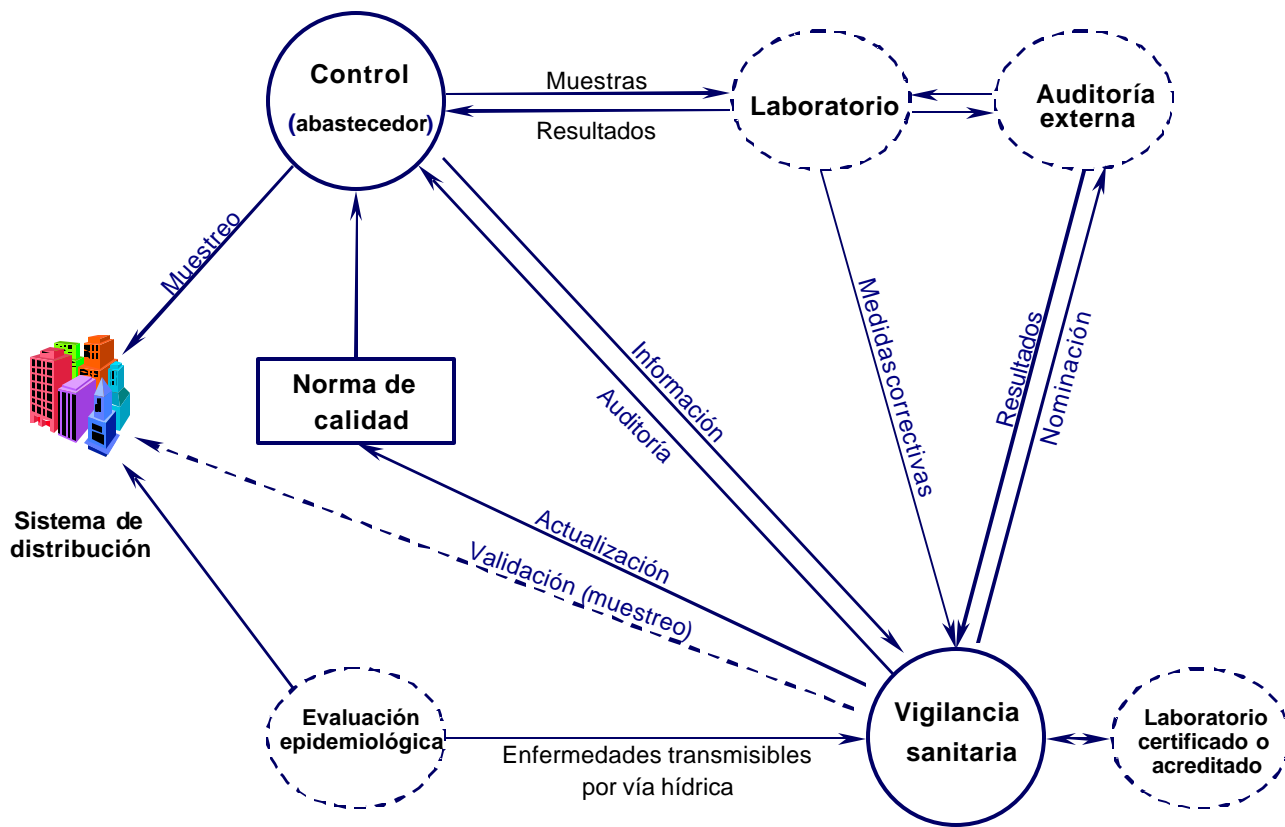 Control
(abastecedor)
Muestras
Resultados
Laboratorio
Auditoría
externa
Muestreo
Norma de
calidad
Información
Auditoría
Medidascorrectivas
Resultados
Nominación
Sistema de
distribución
Actualización
Validación (muestreo)
Evaluación
epidemiológica
Enfermedades transmisibles
por vía hídrica
Vigilancia
sanitaria
Laboratorio
certificado o
acreditado